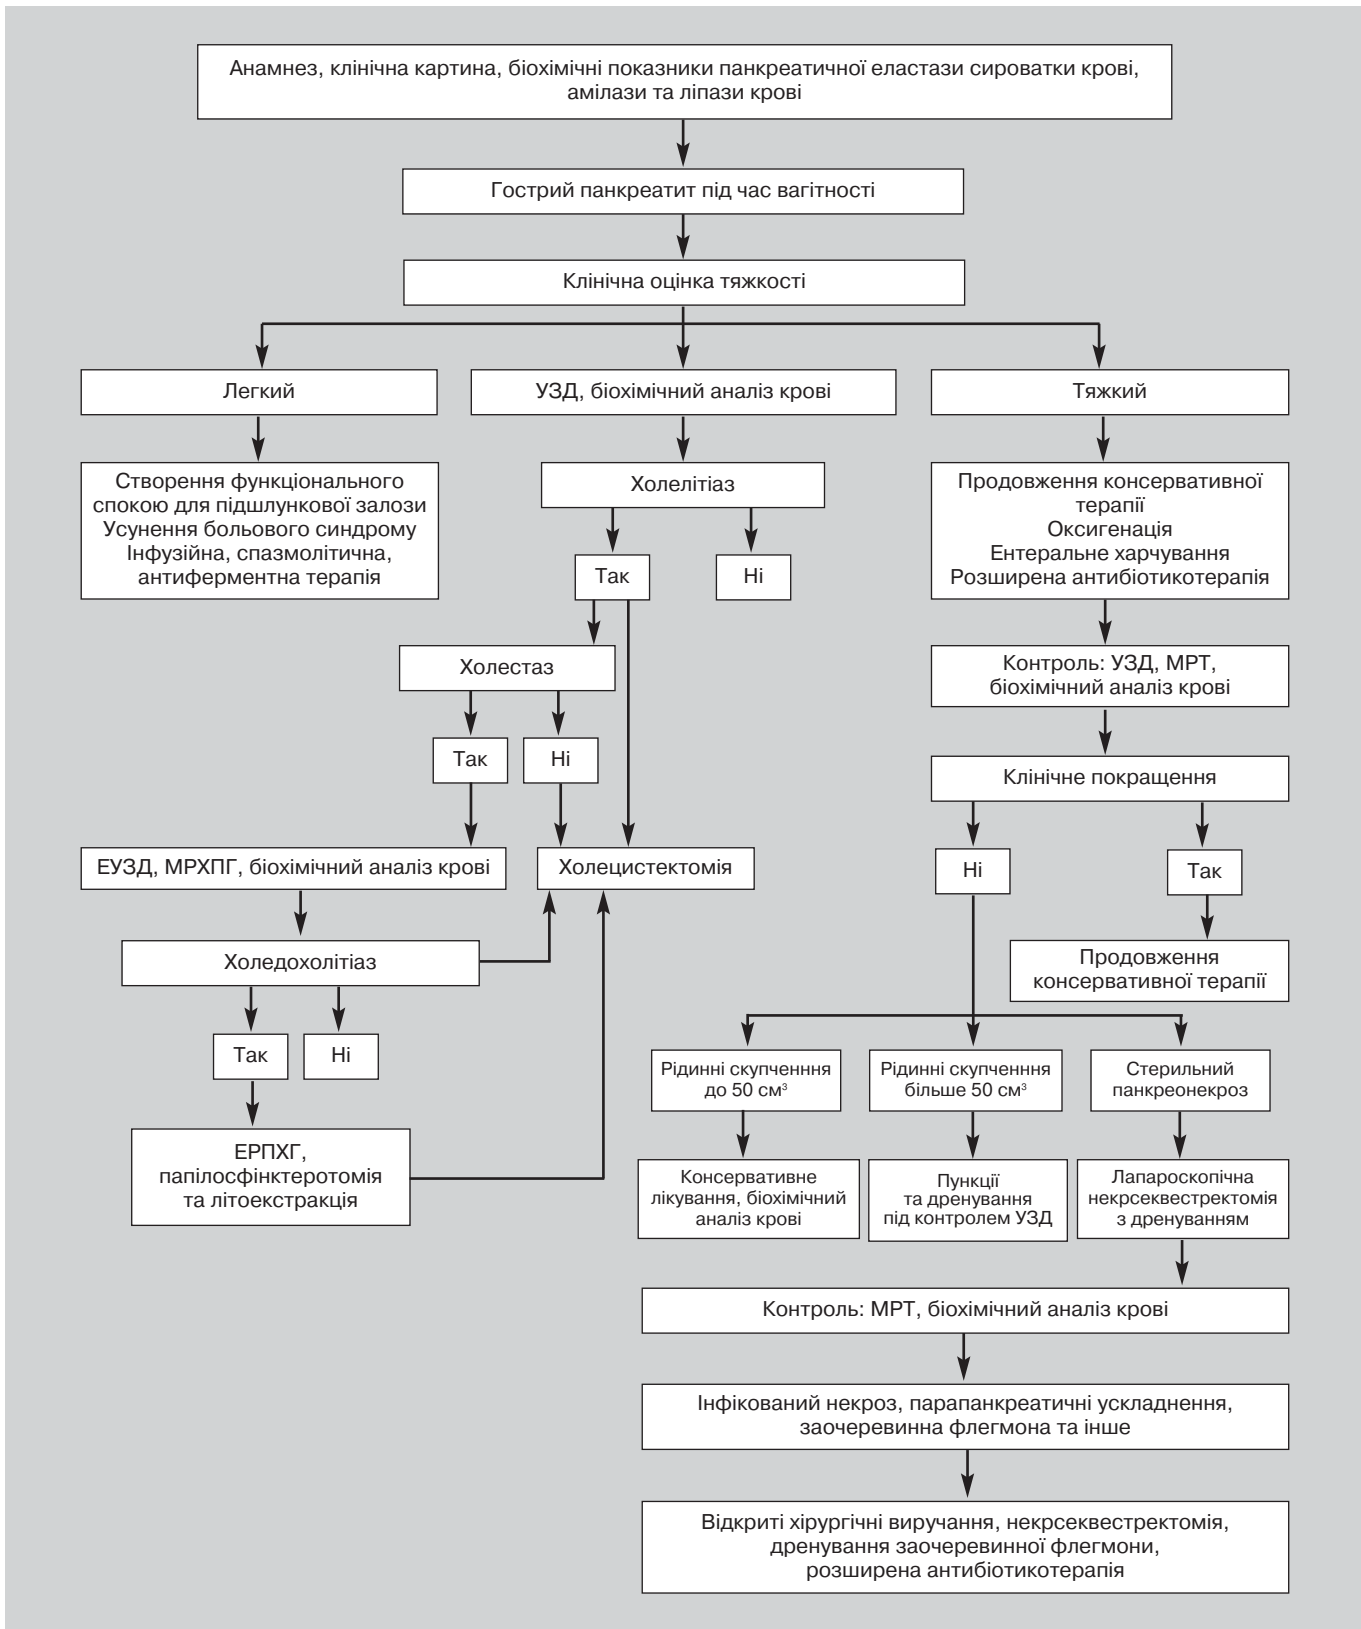 Анамнез, клінічна картина, біохімічні показники панкреатичної еластази сироватки крові,
амілази та ліпази крові
Гострий панкреатит під час вагітності
Клінічна оцінка тяжкості
Легкий
УЗД, біохімічний аналіз крові
Тяжкий
Створення функціонального
спокою для підшлункової залози
Усунення больового синдрому
Інфузійна, спазмолітична,
антиферментна терапія
Холелітіаз
Так
Ні
Продовження консервативної
терапії
Оксигенація
Ентеральне харчування
Розширена антибіотикотерапія
Холестаз
Так
Ні
Контроль: УЗД, МРТ,
біохімічний аналіз крові
Клінічне покращення
Ні
Так
Продовження
консервативної терапії
ЕУЗД, МРХПГ, біохімічний аналіз крові
Холецистектомія
Холедохолітіаз
Так
Ні
ЕРПХГ,
папілосфінктеротомія
та літоекстракція
Рідинні скупченння
до 50 см³
Рідинні скупченння
більше 50 см³
Стерильний
панкреонекроз
Консервативне
лікування, біохімічний
аналіз крові
Пункції
та дренування
під контролем УЗД
Лапароскопічна
некрсеквестректомія
з дренуванням
Контроль: МРТ, біохімічний аналіз крові
Інфікований некроз, парапанкреатичні ускладнення,
заочеревинна флегмона та інше
Відкриті хірургічні виручання, некрсеквестректомія,
дренування заочеревинної флегмони,
розширена антибіотикотерапія